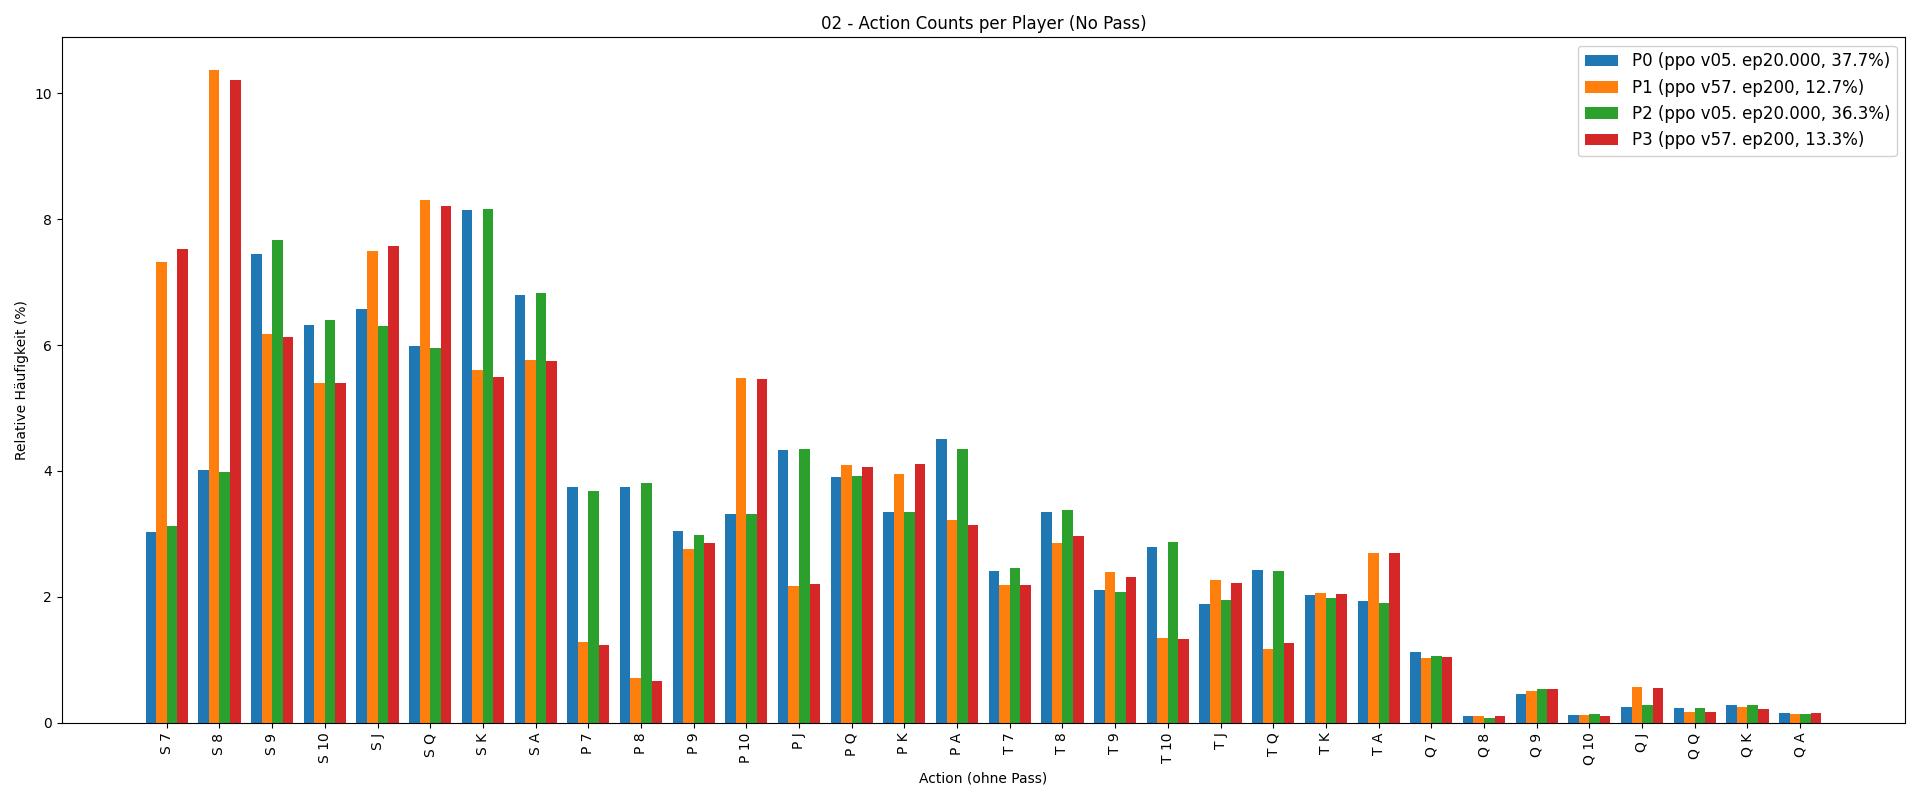 02 - Action Counts per Player (No Pass)
P0 (ppo v05. ep20.000, 37.7%)
P1 (ppo v57. ep200, 12.7%)
P2 (ppo v05. ep20.000, 36.3%)
P3 (ppo v57. ep200, 13.3%)
Relative Häufigkeit (%)
10
8
6
4
2
0
S 7
S 8
S 9
S 10
S J
S Q
S K
S A
P 7
P 8
P 9
P 10
P J
P Q
P K
P A
T 7
T 8
T 9
T 10
T J
T Q
T K
T A
Q 7
Q 8
Q 9
Q 10
Q J
Q Q
Q K
Q A
Action (ohne Pass)